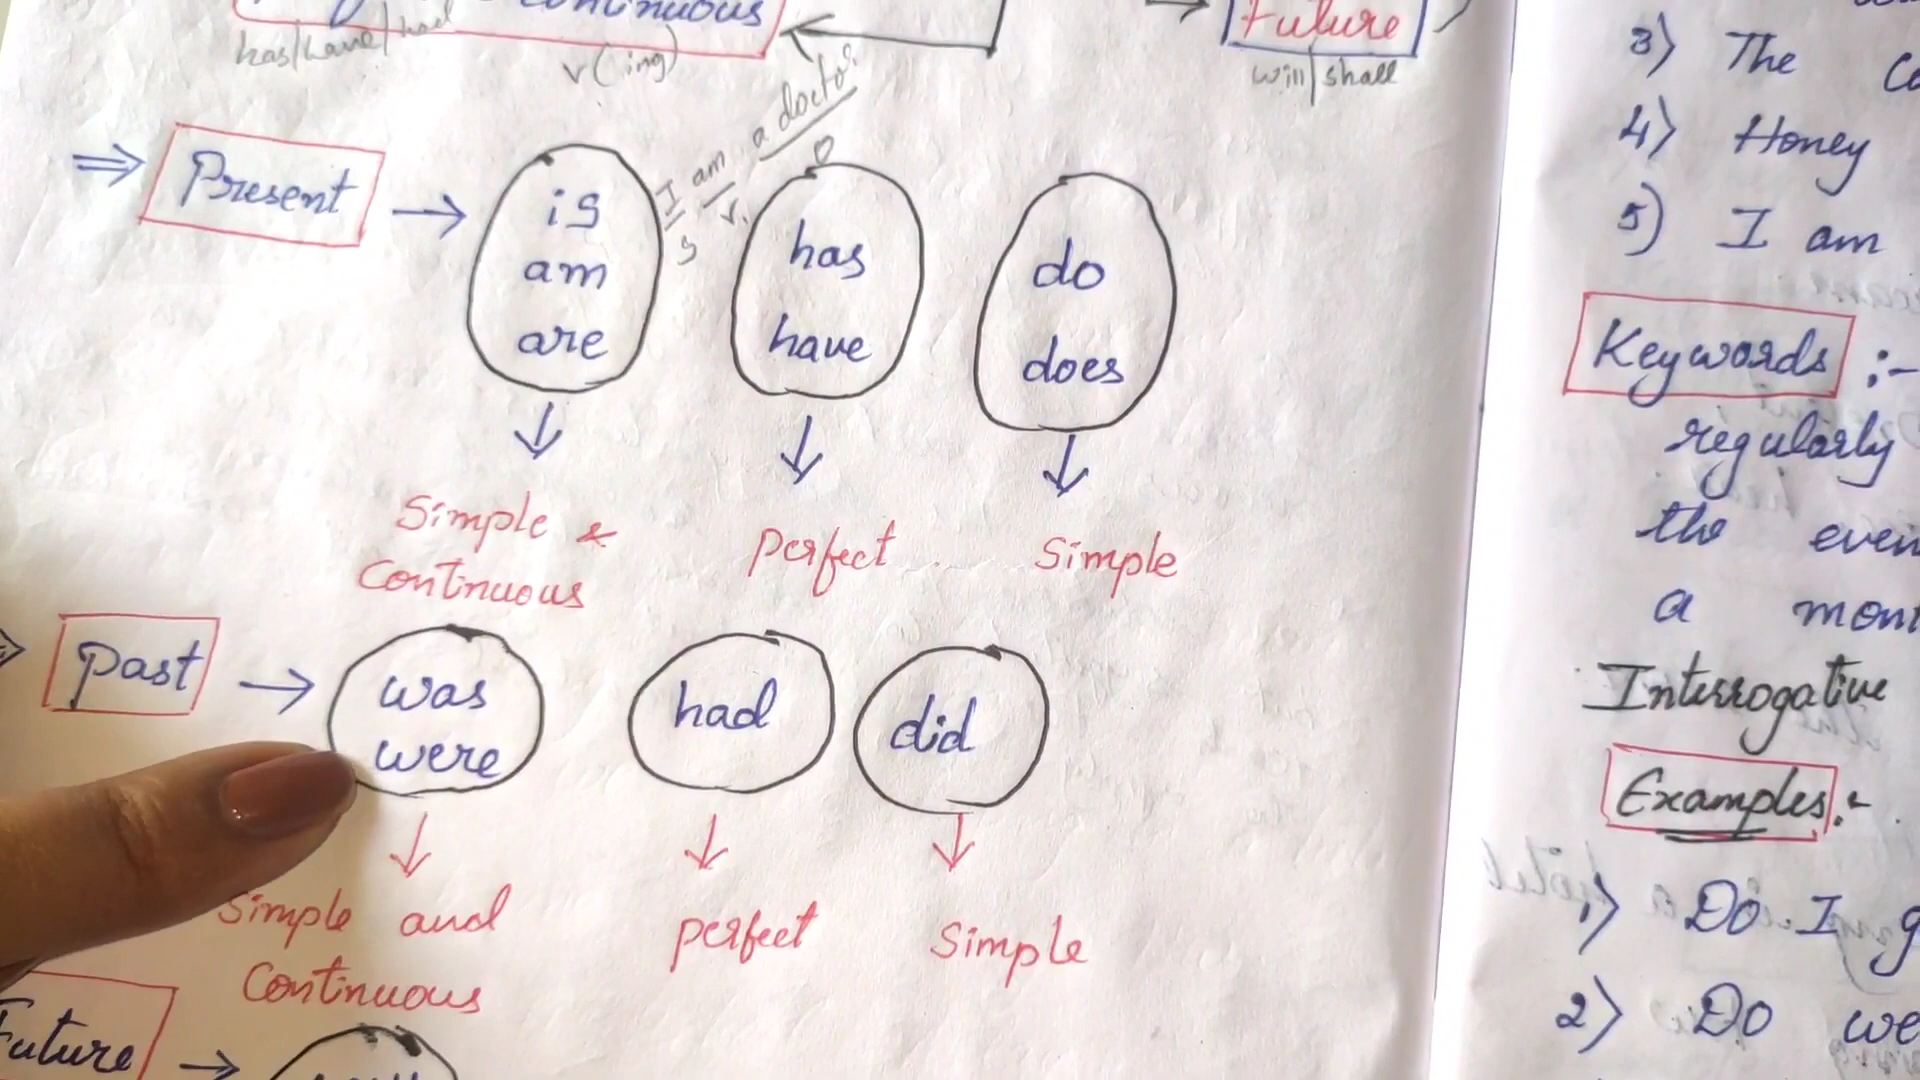 continuous
Future
has/have/had
v(ing)
will/shall
I am a doctor
S V. O
Present
is
am
are
has
have
do
does
Simple &
Continuous
perfect
Simple
Past
was
were
had
did
Simple and
Continuous
perfect
Simple
Future
3) The
4) Honey
5) I am
Keywords :-
regularly
the
a
Interrogative
Examples:-
1) Do I
2) Do we